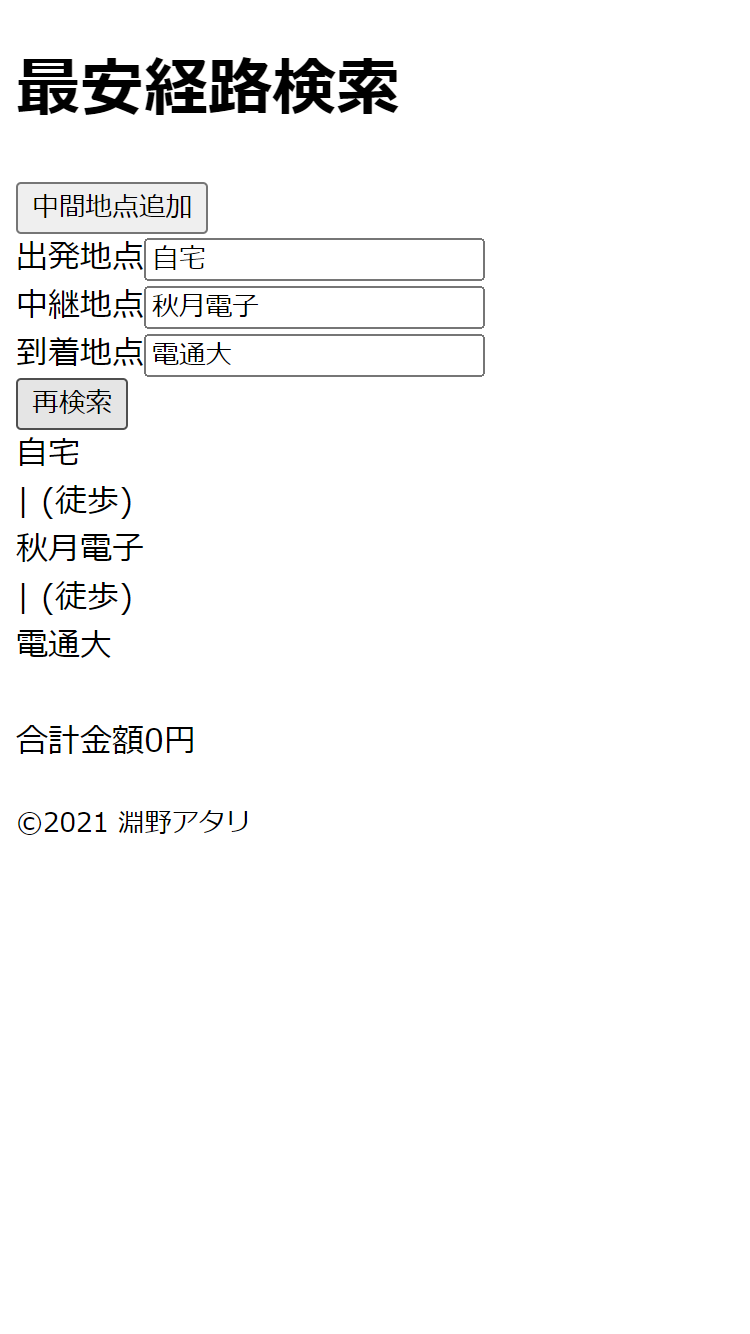 最安経路検索
中間地点追加
出発地点 自宅
中継地点 秋月電子
到着地点 電通大
再検索
自宅
| (徒歩)
秋月電子
| (徒歩)
電通大
合計金額0円
©2021 淵野アタリ